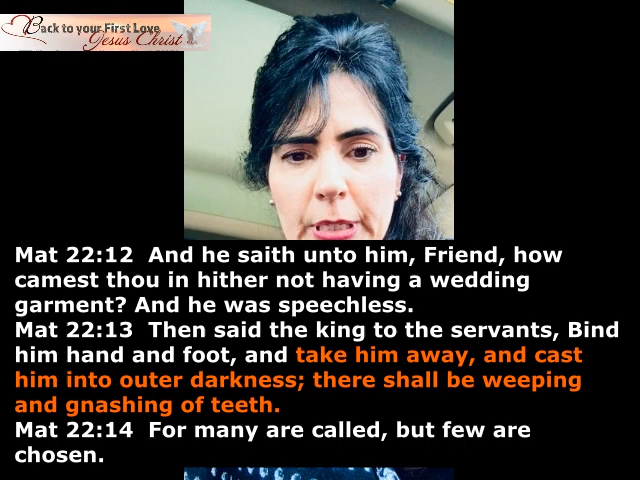 Back to your First Love
Jesus Christ
Mat 22:12 And he saith unto him, Friend, how
camest thou in hither not having a wedding
garment? And he was speechless.
Mat 22:13 Then said the king to the servants, Bind
him hand and foot, and take him away, and cast
him into outer darkness; there shall be weeping
and gnashing of teeth.
Mat 22:14 For many are called, but few are
chosen.